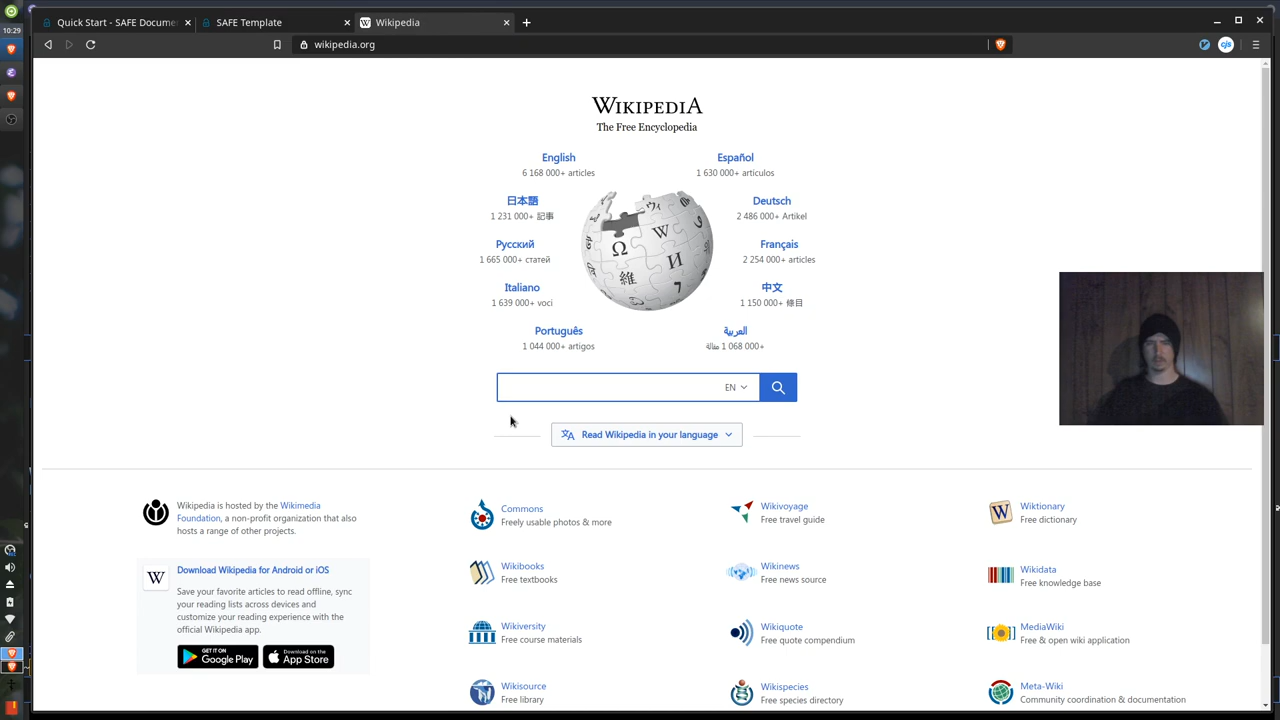 Quick Start - SAFE Docume
SAFE Template
Wikipedia
10:29
wikipedia.org
cjs
WIKIPEDIA
The Free Encyclopedia
English
6 168 000+ articles
Español
1 630 000+ artículos
日本語
1 231 000+ 記事
Deutsch
2 486 000+ Artikel
Русский
1 665 000+ статей
Français
2 254 000+ articles
Italiano
1 639 000+ voci
中文
1 150 000+ 條目
Português
1 044 000+ artigos
العربية
1 068 000+ مقالة
EN
Read Wikipedia in your language
Wikipedia is hosted by the Wikimedia
Foundation, a non-profit organization that also
hosts a range of other projects.
Download Wikipedia for Android or iOS
Save your favorite articles to read offline, sync
your reading lists across devices and
customize your reading experience with the
official Wikipedia app.
GET IT ON
Google Play
Download on the
App Store
Commons
Freely usable photos & more
Wikivoyage
Free travel guide
Wiktionary
Free dictionary
Wikibooks
Free textbooks
Wikinews
Free news source
Wikidata
Free knowledge base
Wikiversity
Free course materials
Wikiquote
Free quote compendium
MediaWiki
Free & open wiki application
Wikisource
Free library
Wikispecies
Free species directory
Meta-Wiki
Community coordination & documentation